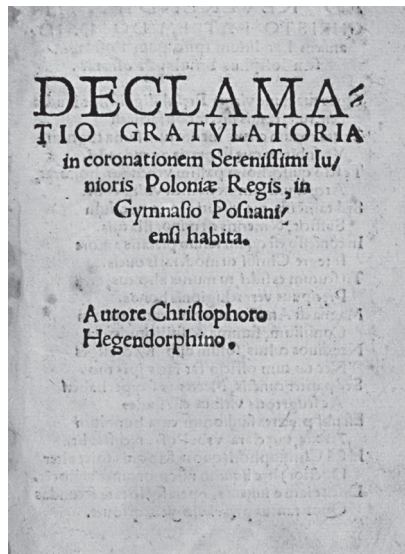 DECLAMA⸗
TIO GRATVLATORIA
in coronationem Sereniſſimi Iu/
nioris Poloniæ Regis, in
Gymnaſio Poſnani/
enſi habita.
Autore Chriſtophoro
Hegendorphino.